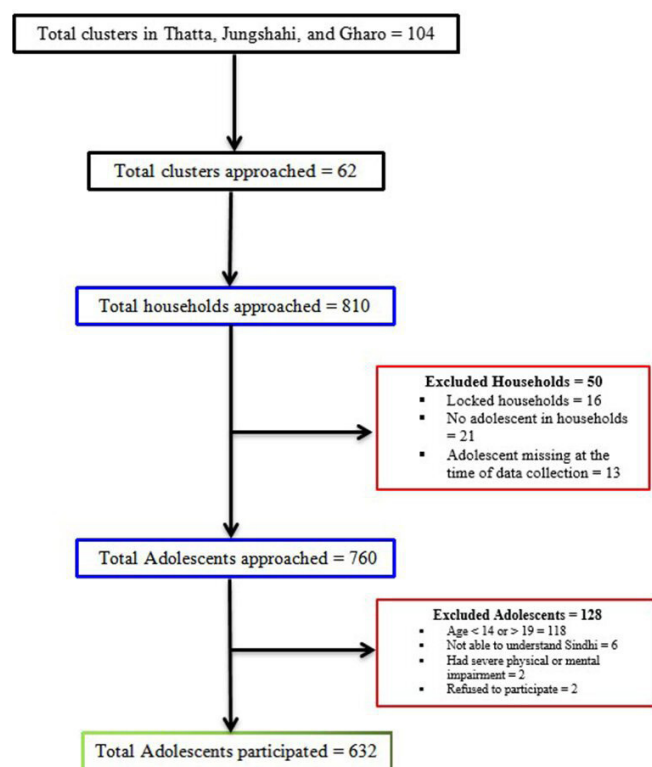 Total clusters in Thatta, Jungshahi, and Gharo = 104
Total clusters approached = 62
Total households approached = 810
Excluded Households = 50
▪ Locked households = 16
▪ No adolescent in households
= 21
▪ Adolescent missing at the
time of data collection = 13
Total Adolescents approached = 760
Excluded Adolescents = 128
▪ Age < 14 or > 19 = 118
▪ Not able to understand Sindhi = 6
▪ Had severe physical or mental
impairment = 2
▪ Refused to participate = 2
Total Adolescents participated = 632